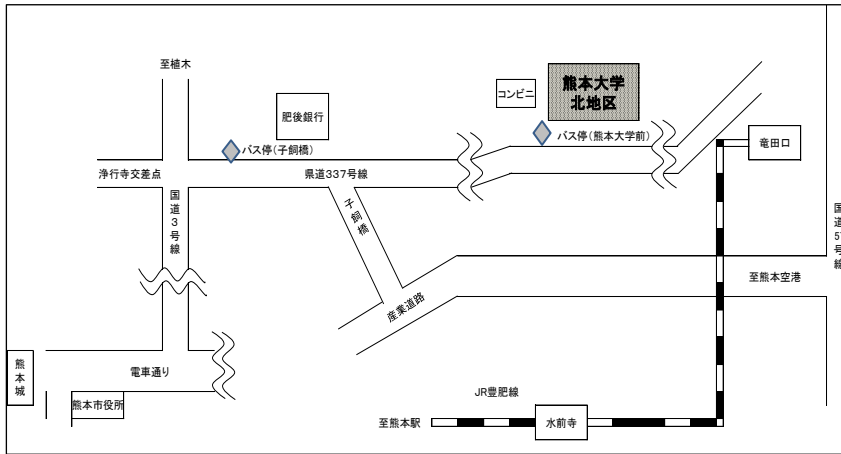 至植木
肥後銀行
コンビニ
熊本大学
北地区
バス停(子飼橋)
バス停(熊本大学前)
竜田口
浄行寺交差点
県道337号線
国道3号線
子飼橋
国道57号線
至熊本空港
産業道路
熊本城
電車通り
熊本市役所
JR豊肥線
至熊本駅
水前寺